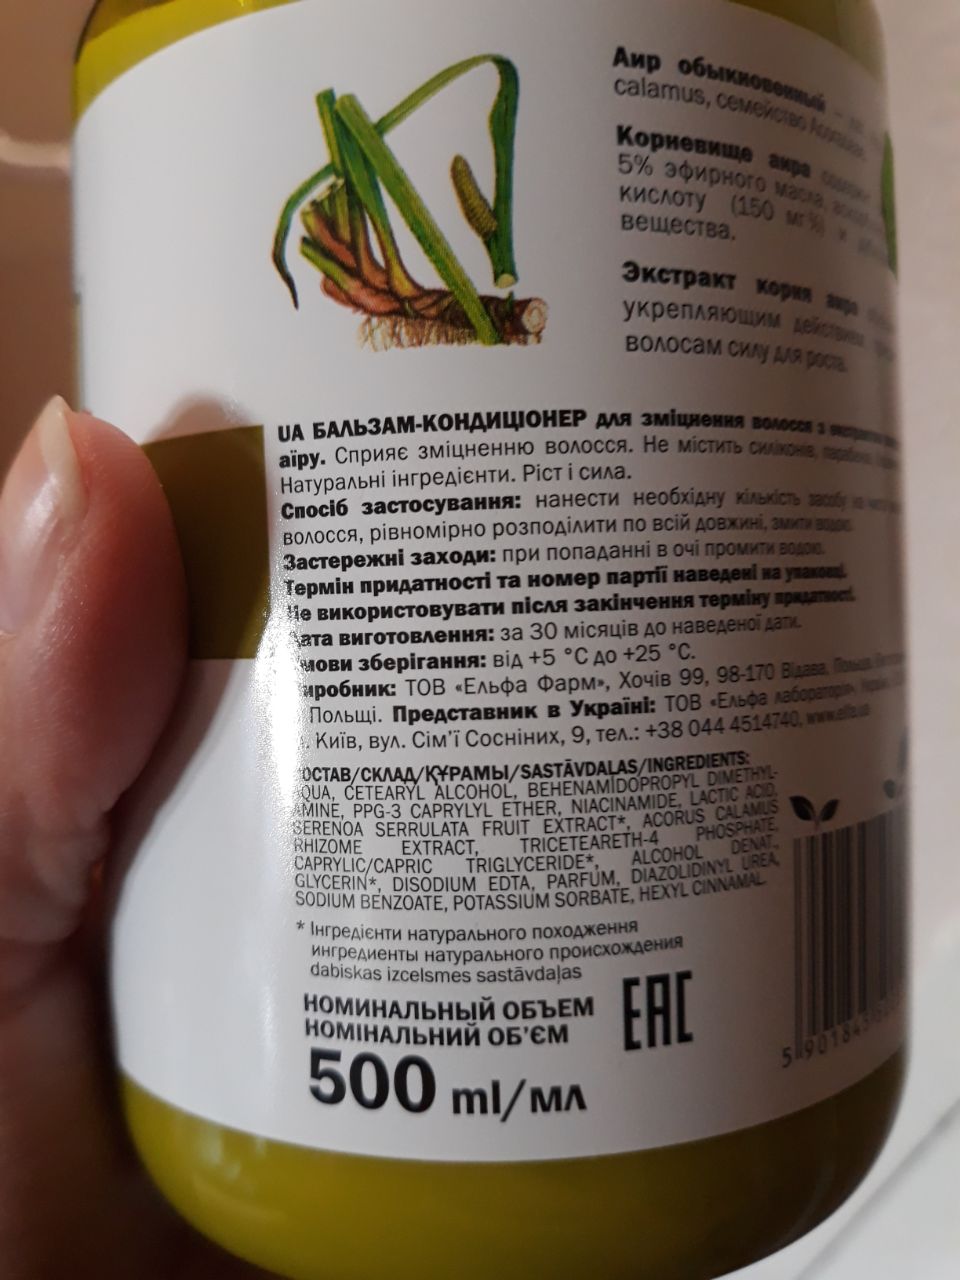 Аир обыкновенный –
calamus, семейство
Корневище аира
5% эфирного масла,
кислоту (150 мг%) и
вещества.
Экстракт корня аира
укрепляющим действием
волосам силу для роста.
UA БАЛЬЗАМ-КОНДИЦІОНЕР для зміцнення волосся з
аїру. Сприяє зміцненню волосся. Не містить силіконів,
Натуральні інгредієнти. Ріст і сила.
Спосіб застосування: нанести необхідну кількість засобу на
волосся, рівномірно розподілити по всій довжині, змити водою.
Застережні заходи: при попаданні в очі промити водою.
Термін придатності та номер партії наведені на упаковці.
Не використовувати після закінчення терміну придатності.
Дата виготовлення: за 30 місяців до наведеної дати.
мови зберігання: від +5 °C до +25 °C.
иробник: ТОВ «Ельфа Фарм», Хочів 99, 98-170 Відава, Польща.
Польщі. Представник в Україні: ТОВ «Ельфа лабораторія»,
. Київ, вул. Сім’ї Сосніних, 9, тел.: +38 044 4514740, www.elfa.ua
ОСТАВ/СКЛАД/ҚҰРАМЫ/SASTĀVDAĻAS/INGREDIENTS:
QUA, CETEARYL ALCOHOL, BEHENAMIDOPROPYL DIMETHYL-
AMINE, PPG-3 CAPRYLYL ETHER, NIACINAMIDE, LACTIC ACID,
SERENOA SERRULATA FRUIT EXTRACT*, ACORUS CALAMUS
RHIZOME EXTRACT, TRICETEARETH-4 PHOSPHATE,
CAPRYLIC/CAPRIC TRIGLYCERIDE*, ALCOHOL DENAT.,
GLYCERIN*, DISODIUM EDTA, PARFUM, DIAZOLIDINYL UREA,
SODIUM BENZOATE, POTASSIUM SORBATE, HEXYL CINNAMAL.
* Інгредієнти натурального походження
ингредиенты натурального происхождения
dabiskas izcelsmes sastāvdaļas
НОМИНАЛЬНЫЙ ОБЪЕМ
НОМІНАЛЬНИЙ ОБ’ЄМ
EAC
500 ml/мл